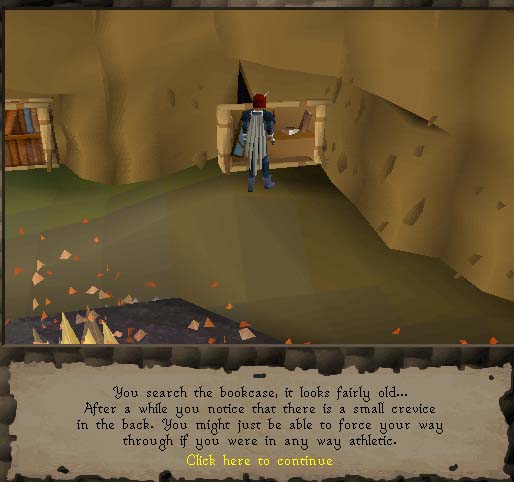 You search the bookcase, it looks fairly old...
After a while you notice that there is a small crevice
in the back. You might just be able to force your way
through if you were in any way athletic.
Click here to continue